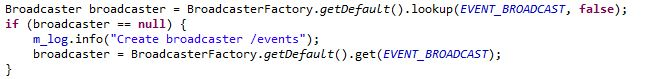 Broadcaster broadcaster = BroadcasterFactory.getDefault().lookup(EVENT_BROADCAST, false);
if (broadcaster == null) {
    m_log.info("Create broadcaster /events");
    broadcaster = BroadcasterFactory.getDefault().get(EVENT_BROADCAST);
}